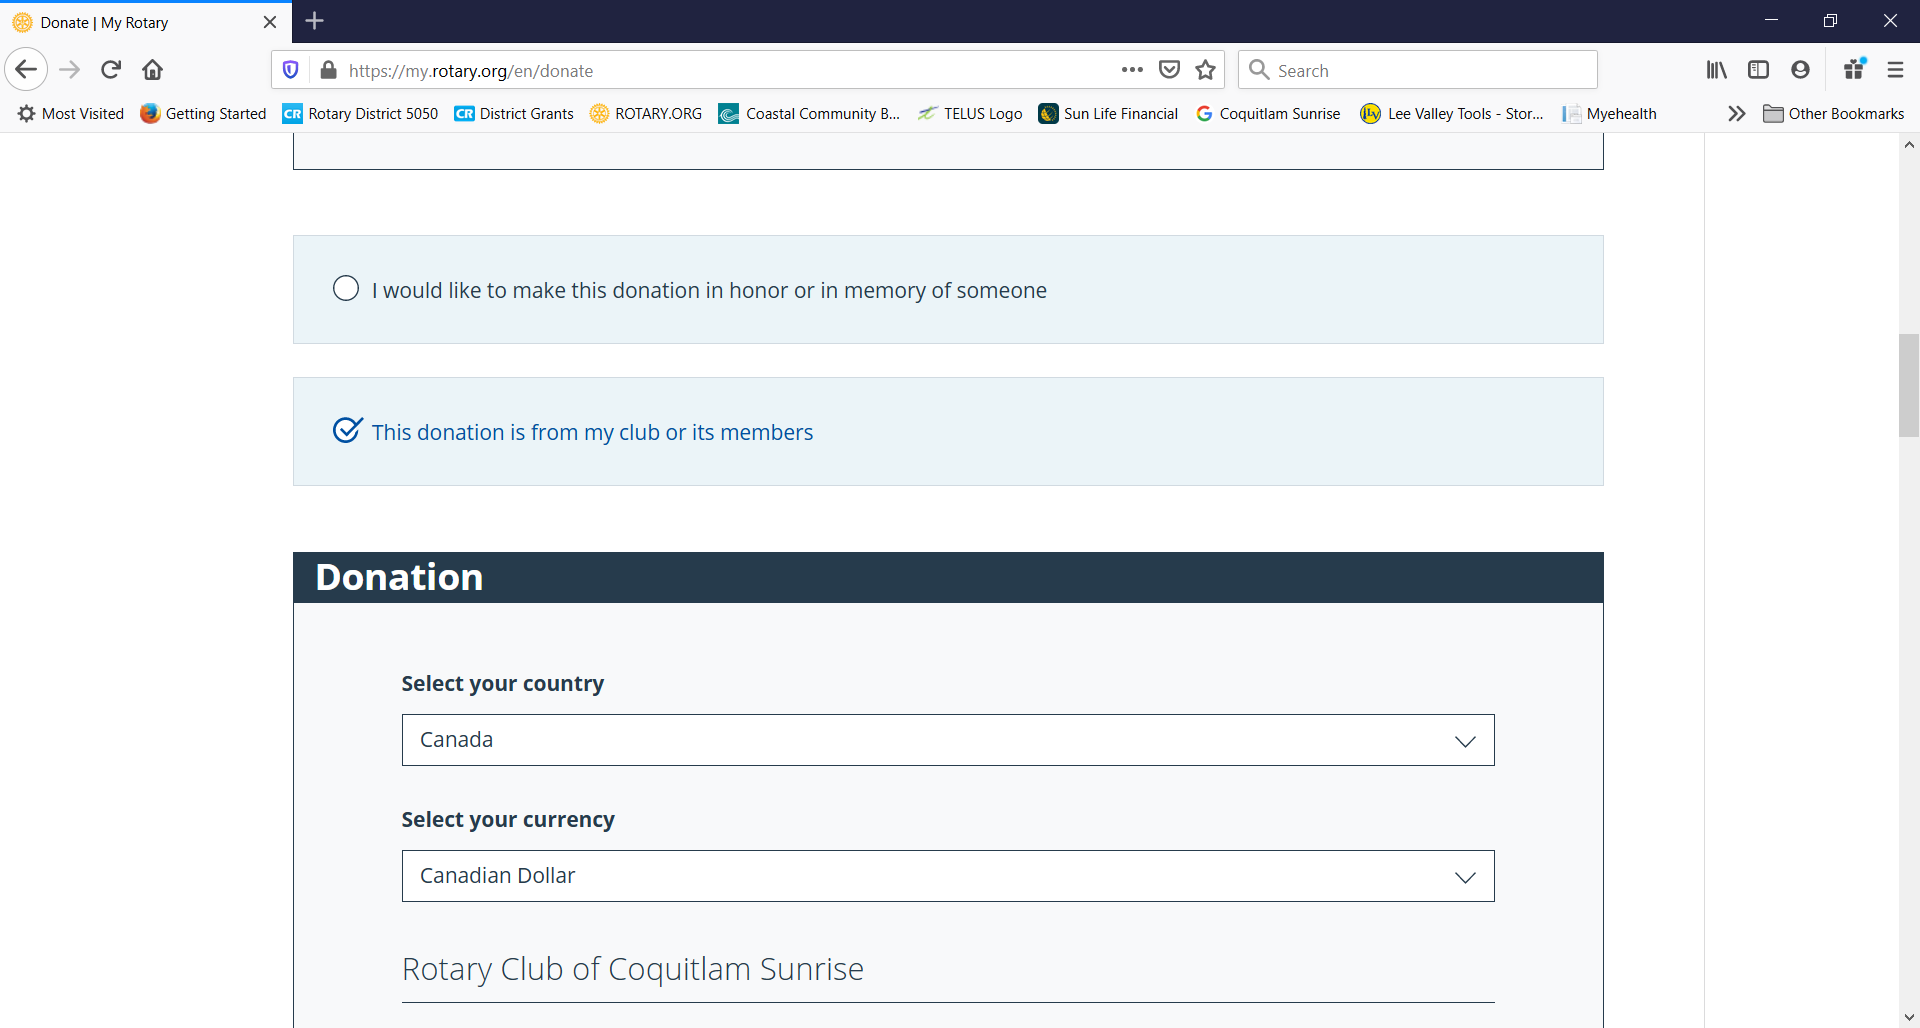 Donate | My Rotary
https://my.rotary.org/en/donate
Search
Most Visited Getting Started CR Rotary District 5050 CR District Grants ROTARY.ORG Coastal Community B... TELUS Logo Sun Life Financial Coquitlam Sunrise Lee Valley Tools - Stor... Myehealth Other Bookmarks
I would like to make this donation in honor or in memory of someone
This donation is from my club or its members
Donation
Select your country
Canada
Select your currency
Canadian Dollar
Rotary Club of Coquitlam Sunrise